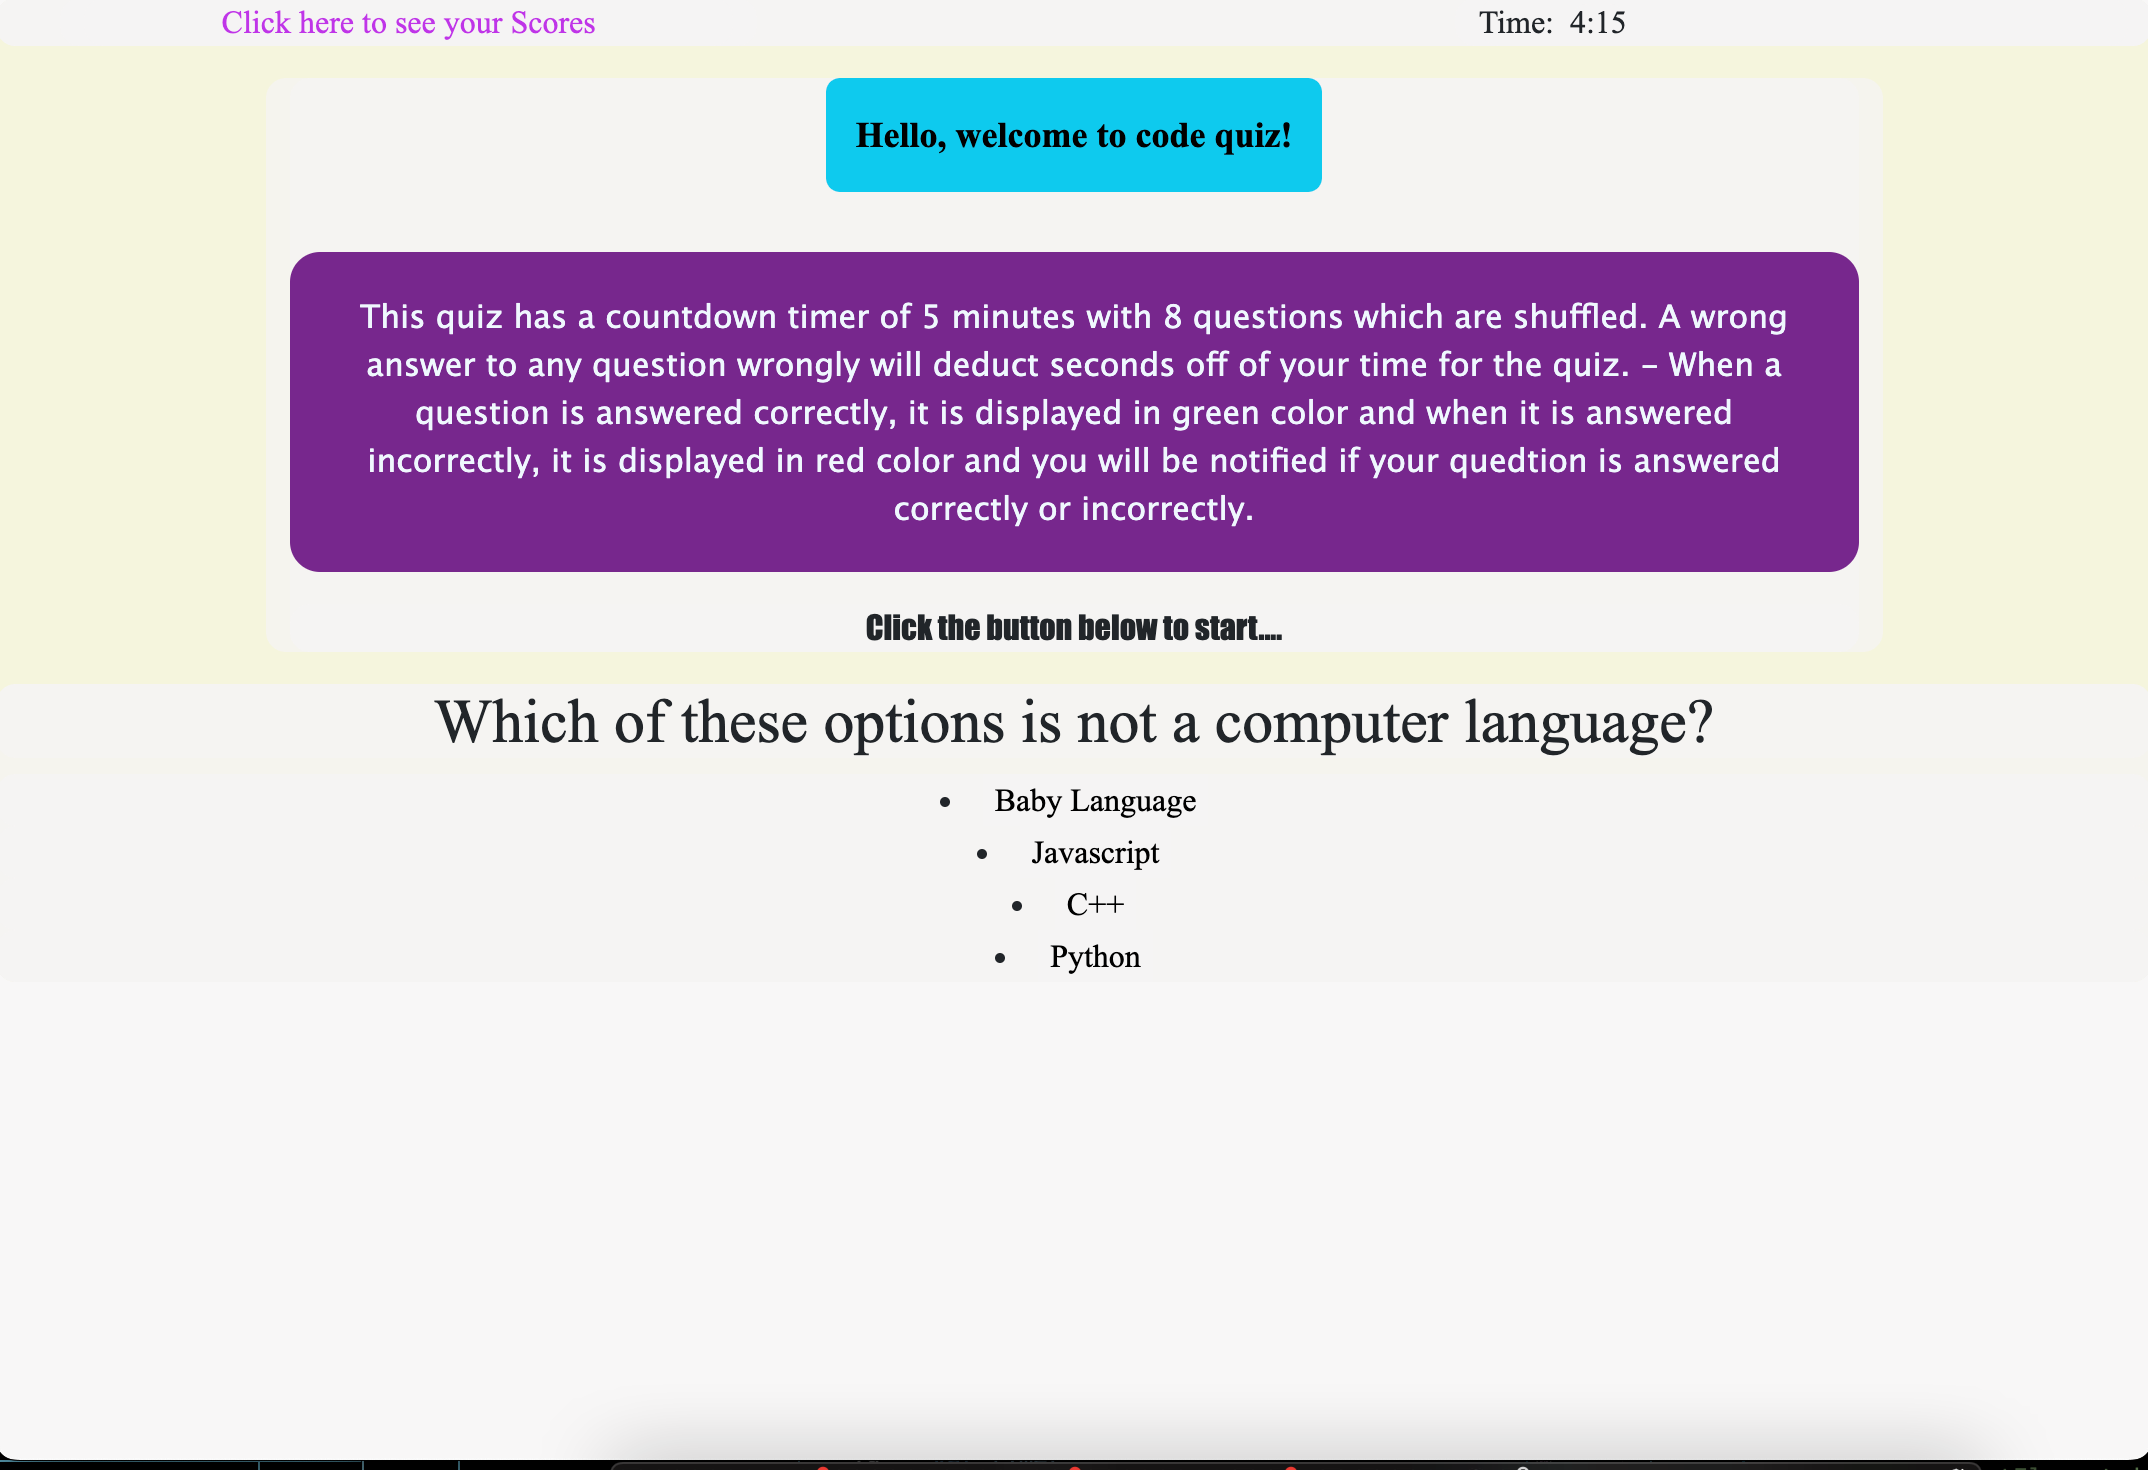 Click here to see your Scores
Time: 4:15
Hello, welcome to code quiz!
This quiz has a countdown timer of 5 minutes with 8 questions which are shuffled. A wrong
answer to any question wrongly will deduct seconds off of your time for the quiz. – When a
question is answered correctly, it is displayed in green color and when it is answered
incorrectly, it is displayed in red color and you will be notified if your quedtion is answered
correctly or incorrectly.
Click the button below to start....
Which of these options is not a computer language?
• Baby Language
• Javascript
• C++
• Python